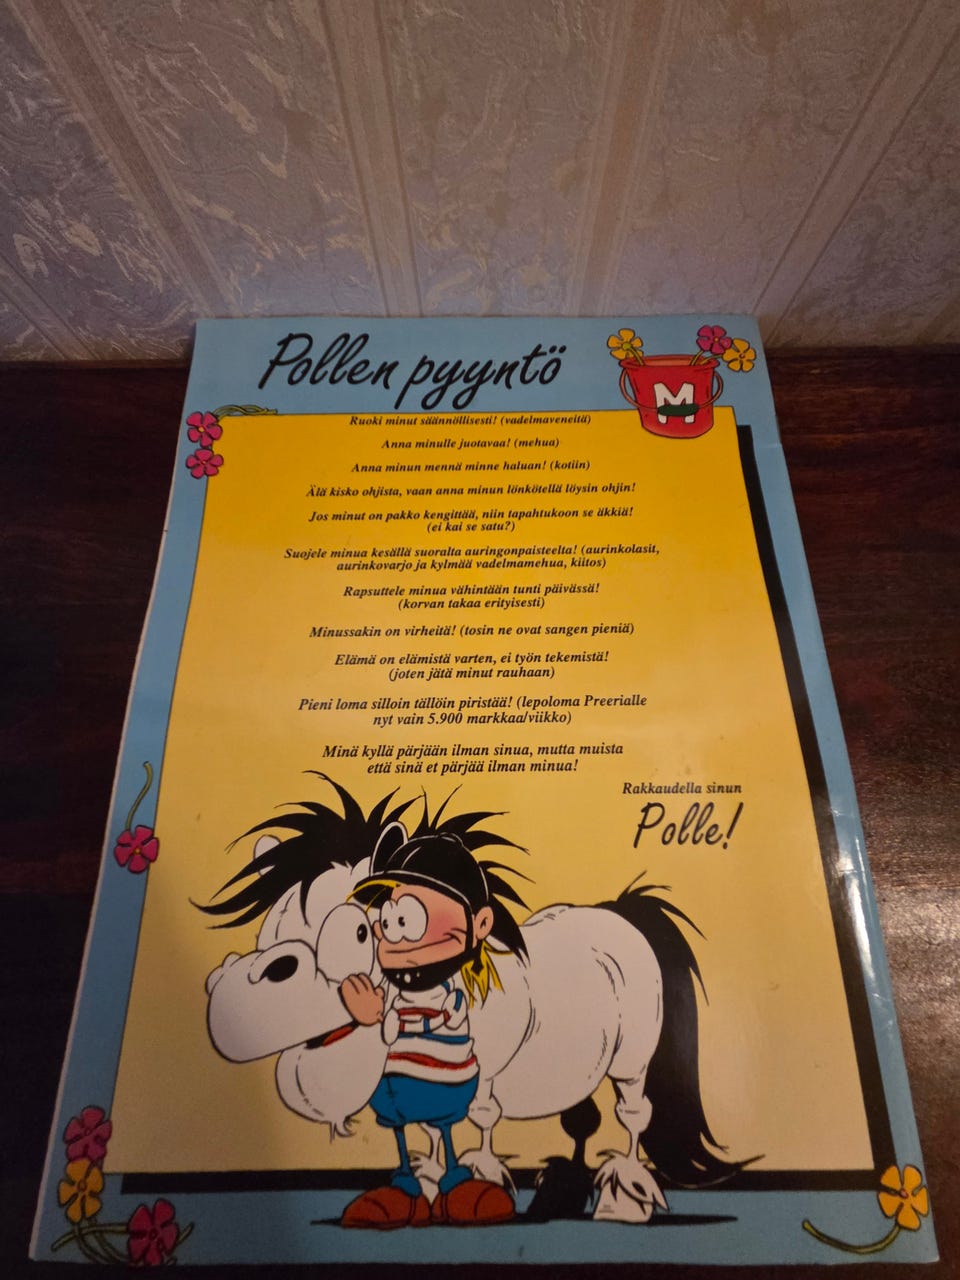 Pollen pyyntö
M
Ruoki minut säännöllisesti! (vadelmaveneitä)
Anna minulle juotavaa! (mehua)
Anna minun mennä minne haluan! (kotiin)
Älä kisko ohjista, vaan anna minun lönkötellä löysin ohjin!
Jos minut on pakko kengittää, niin tapahtukoon se äkkiä!
(ei kai se satu?)
Suojele minua kesällä suoralta auringonpaisteelta! (aurinkolasit,
aurinkovarjo ja kylmää vadelmamehua, kiitos)
Rapsuttele minua vähintään tunti päivässä!
(korvan takaa erityisesti)
Minussakin on virheitä! (tosin ne ovat sangen pieniä)
Elämä on elämistä varten, ei työn tekemistä!
(joten jätä minut rauhaan)
Pieni loma silloin tällöin piristää! (lepoloma Preerialle
nyt vain 5.900 markkaa/viikko)
Minä kyllä pärjään ilman sinua, mutta muista
että sinä et pärjää ilman minua!
Rakkaudella sinun
Polle!